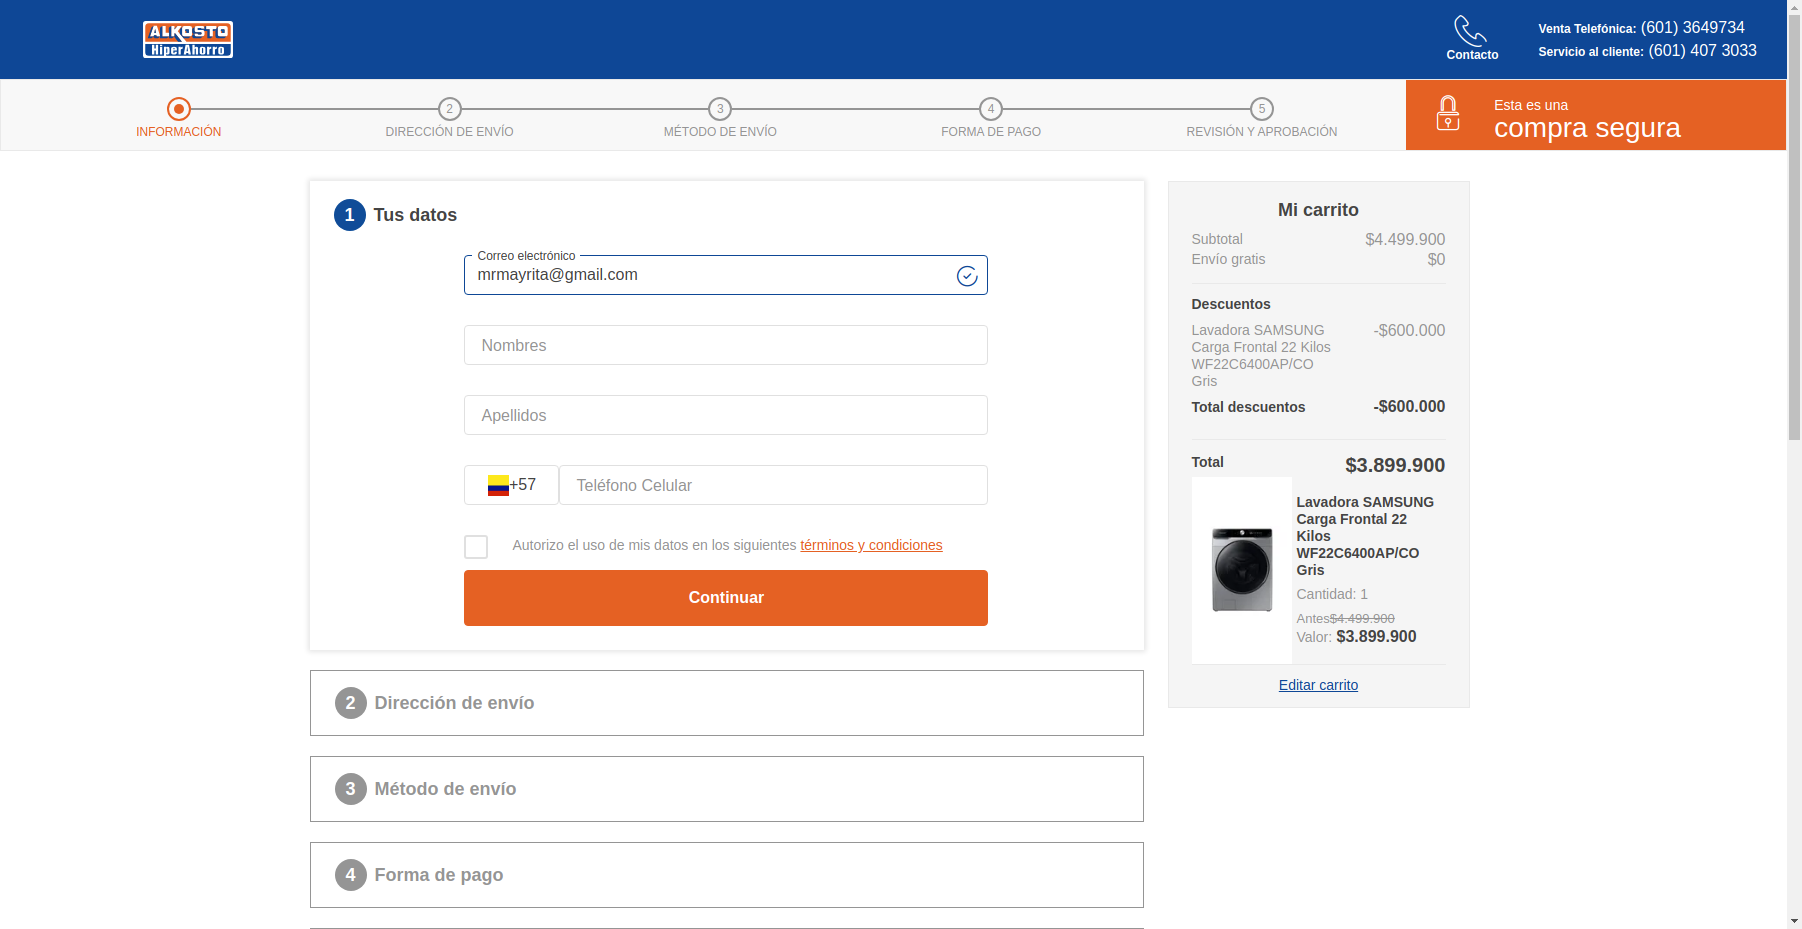 ALKOSTO
HiperAhorro
Contacto
Venta Telefónica: (601) 3649734
Servicio al cliente: (601) 407 3033
INFORMACIÓN
2
DIRECCIÓN DE ENVÍO
3
MÉTODO DE ENVÍO
4
FORMA DE PAGO
5
REVISIÓN Y APROBACIÓN
Esta es una
compra segura
1 Tus datos
Correo electrónico
mrmayrita@gmail.com
Nombres
Apellidos
+57
Teléfono Celular
Autorizo el uso de mis datos en los siguientes términos y condiciones
Continuar
2 Dirección de envío
3 Método de envío
4 Forma de pago
Mi carrito
Subtotal $4.499.900
Envío gratis $0
Descuentos
Lavadora SAMSUNG -$600.000
Carga Frontal 22 Kilos
WF22C6400AP/CO
Gris
Total descuentos -$600.000
Total $3.899.900
Lavadora SAMSUNG
Carga Frontal 22
Kilos
WF22C6400AP/CO
Gris
Cantidad: 1
Antes$4.499.900
Valor: $3.899.900
Editar carrito